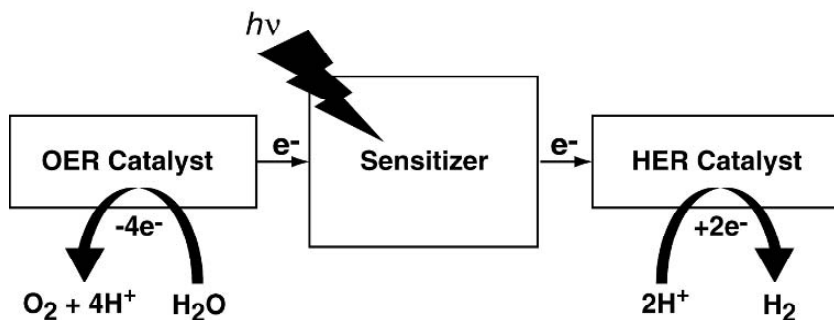 hν
OER Catalyst
e-
Sensitizer
e-
HER Catalyst
-4e-
+2e-
O2 + 4H+
H2O
2H+
H2